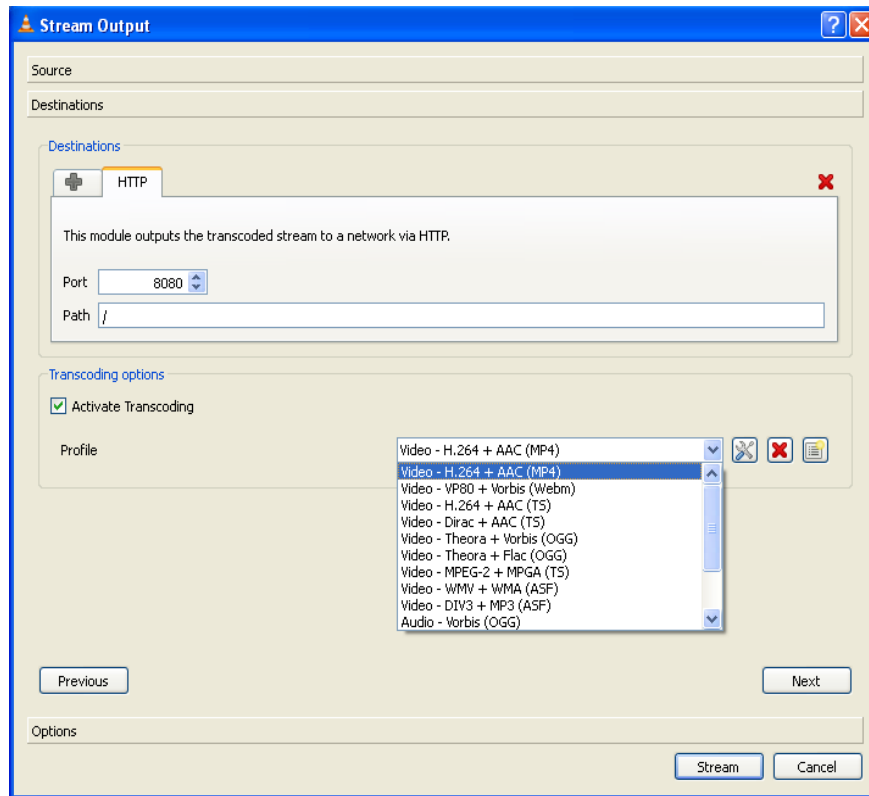 Stream Output
Source
Destinations
Destinations
HTTP
This module outputs the transcoded stream to a network via HTTP.
Port 8080
Path /
Transcoding options
Activate Transcoding
Profile Video - H.264 + AAC (MP4)
Video - H.264 + AAC (MP4)
Video - VP80 + Vorbis (Webm)
Video - H.264 + AAC (TS)
Video - Dirac + AAC (TS)
Video - Theora + Vorbis (OGG)
Video - Theora + Flac (OGG)
Video - MPEG-2 + MPGA (TS)
Video - WMV + WMA (ASF)
Video - DIV3 + MP3 (ASF)
Audio - Vorbis (OGG)
Previous Next
Options
Stream Cancel